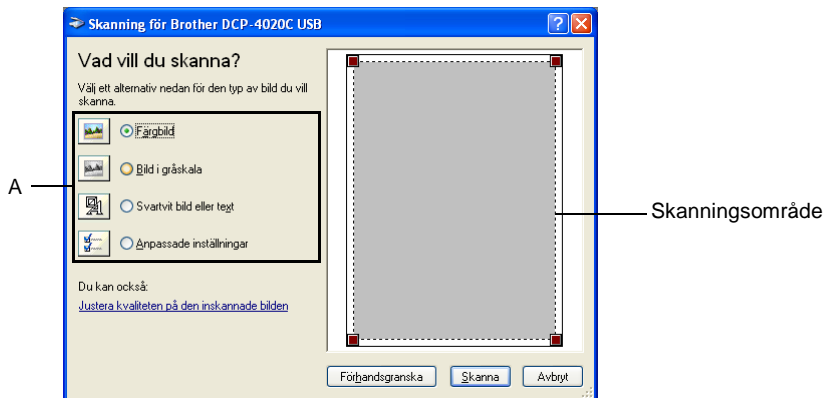 Skanning för Brother DCP-4020C USB
Vad vill du skanna?
Välj ett alternativ nedan för den typ av bild du vill
skanna.
Färgbild
Bild i gråskala
A
Svartvit bild eller text
Skanningsområde
Anpassade inställningar
Du kan också:
Justera kvaliteten på den inskannade bilden
Förhandsgranska Skanna Avbryt